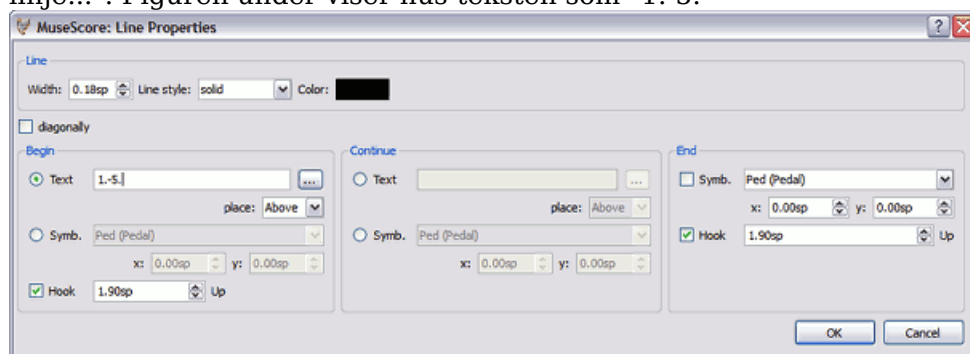 MuseScore: Line Properties
Line
Width: 0.18sp Line style: solid Color:
diagonally
Begin
Text 1.-5.
...
place: Above
Symb. Ped (Pedal)
x: 0.00sp y: 0.00sp
Hook 1.90sp Up
Continue
Text
...
place: Above
Symb. Ped (Pedal)
x: 0.00sp y: 0.00sp
End
Symb. Ped (Pedal)
x: 0.00sp y: 0.00sp
Hook 1.90sp Up
OK Cancel